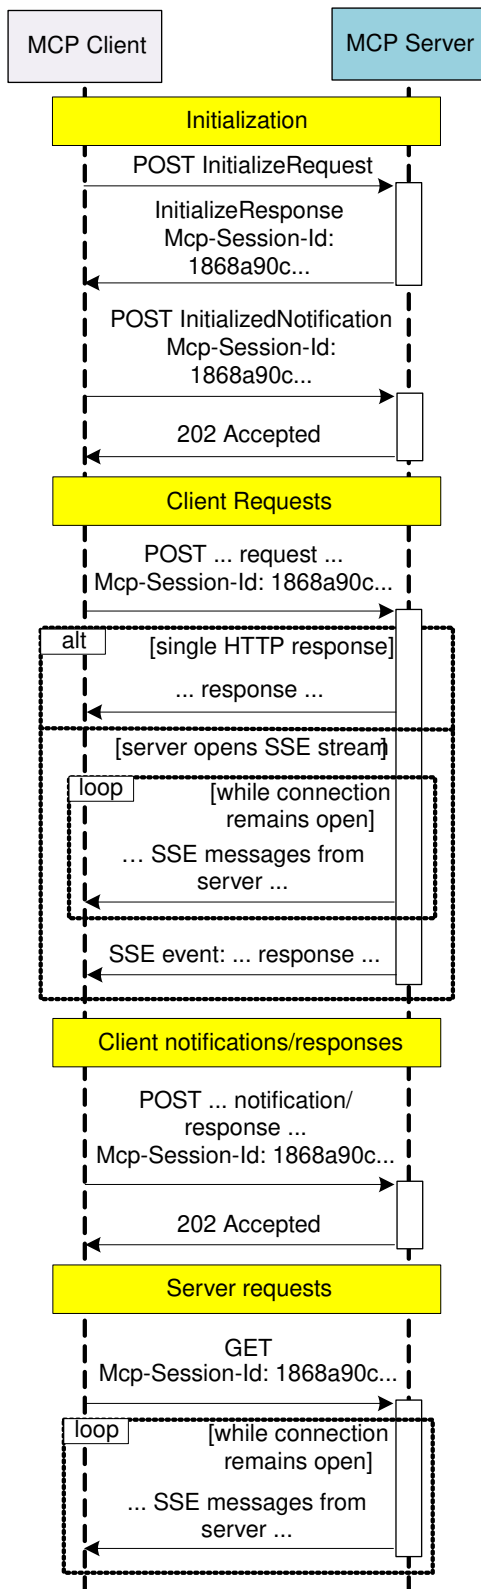 MCP Client
MCP Server
Initialization
POST InitializeRequest
InitializeResponse
Mcp-Session-Id:
1868a90c...
POST InitializedNotification
Mcp-Session-Id:
1868a90c...
202 Accepted
Client Requests
POST ... request ...
Mcp-Session-Id: 1868a90c...
alt
[single HTTP response]
... response ...
[server opens SSE stream]
loop
[while connection
remains open]
... SSE messages from
server ...
SSE event: ... response ...
Client notifications/responses
POST ... notification/
response ...
Mcp-Session-Id: 1868a90c...
202 Accepted
Server requests
GET
Mcp-Session-Id: 1868a90c...
loop
[while connection
remains open]
... SSE messages from
server ...